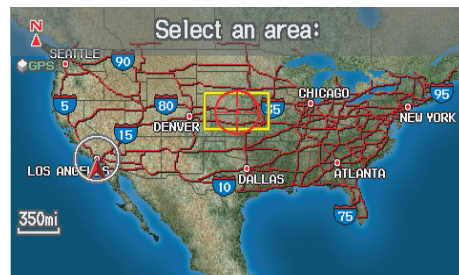 Select an area:
N
SEATTLE
GPS
90
CHICAGO
5
80
95
DENVER
NEW YORK
15
LOS ANGELES
DALLAS
ATLANTA
10
350mi
75